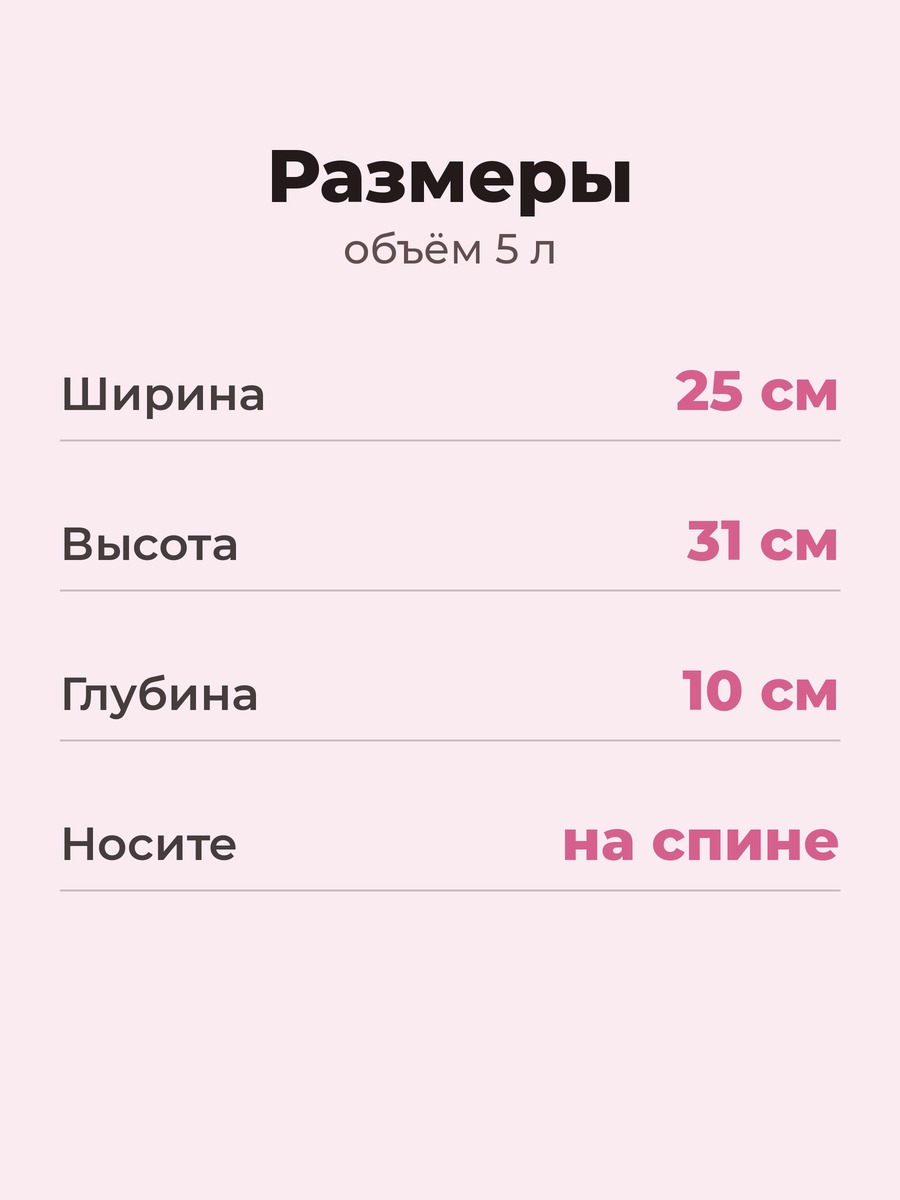 Размеры
объём 5 л
Ширина 25 см
Высота 31 см
Глубина 10 см
Носите на спине